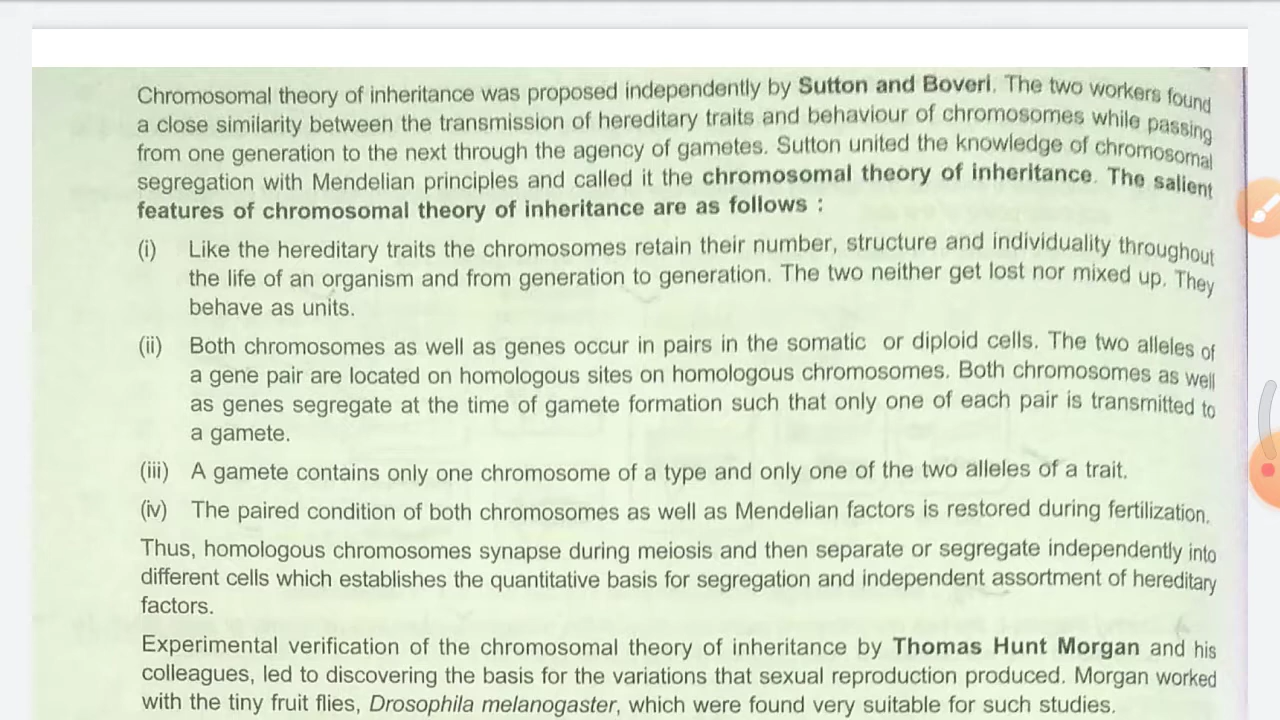 Chromosomal theory of inheritance was proposed independently by Sutton and Boveri. The two workers found
a close similarity between the transmission of hereditary traits and behaviour of chromosomes while passing
from one generation to the next through the agency of gametes. Sutton united the knowledge of chromosomal
segregation with Mendelian principles and called it the chromosomal theory of inheritance. The salient
features of chromosomal theory of inheritance are as follows :
(i) Like the hereditary traits the chromosomes retain their number, structure and individuality throughout
the life of an organism and from generation to generation. The two neither get lost nor mixed up. They
behave as units.
(ii) Both chromosomes as well as genes occur in pairs in the somatic or diploid cells. The two alleles of
a gene pair are located on homologous sites on homologous chromosomes. Both chromosomes as well
as genes segregate at the time of gamete formation such that only one of each pair is transmitted to
a gamete.
(iii) A gamete contains only one chromosome of a type and only one of the two alleles of a trait.
(iv) The paired condition of both chromosomes as well as Mendelian factors is restored during fertilization.
Thus, homologous chromosomes synapse during meiosis and then separate or segregate independently into
different cells which establishes the quantitative basis for segregation and independent assortment of hereditary
factors.
Experimental verification of the chromosomal theory of inheritance by Thomas Hunt Morgan and his
colleagues, led to discovering the basis for the variations that sexual reproduction produced. Morgan worked
with the tiny fruit flies, Drosophila melanogaster, which were found very suitable for such studies.